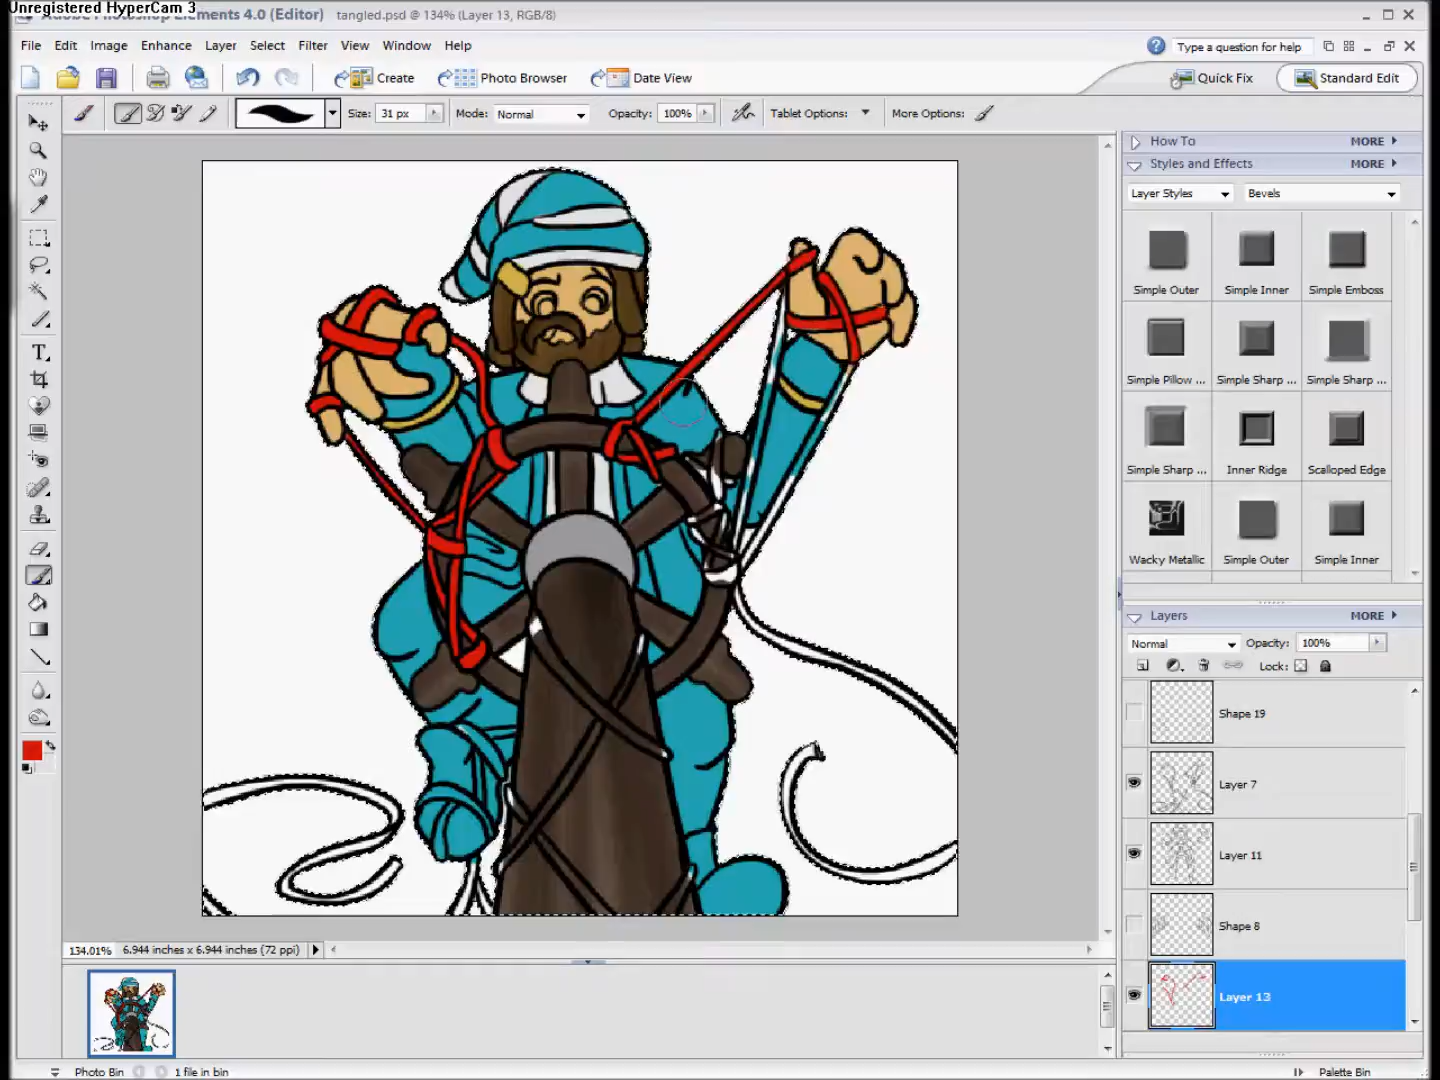 Unregistered HyperCam 3
Adobe Photoshop Elements 4.0 (Editor) tangled.psd @ 134% (Layer 13, RGB/8)
File Edit Image Enhance Layer Select Filter View Window Help
Type a question for help
Create Photo Browser Date View Quick Fix Standard Edit
Size: 31 px Mode: Normal Opacity: 100% Tablet Options: More Options:
How To MORE
Styles and Effects MORE
Layer Styles Bevels
Simple Outer Simple Inner Simple Emboss
Simple Pillow ... Simple Sharp ... Simple Sharp ...
Simple Sharp ... Inner Ridge Scalloped Edge
Wacky Metallic Simple Outer Simple Inner
Layers MORE
Normal Opacity: 100%
Lock:
Shape 19
Layer 7
Layer 11
Shape 8
Layer 13
134.01% 6.944 inches x 6.944 inches (72 ppi)
Photo Bin 1 file in bin Palette Bin